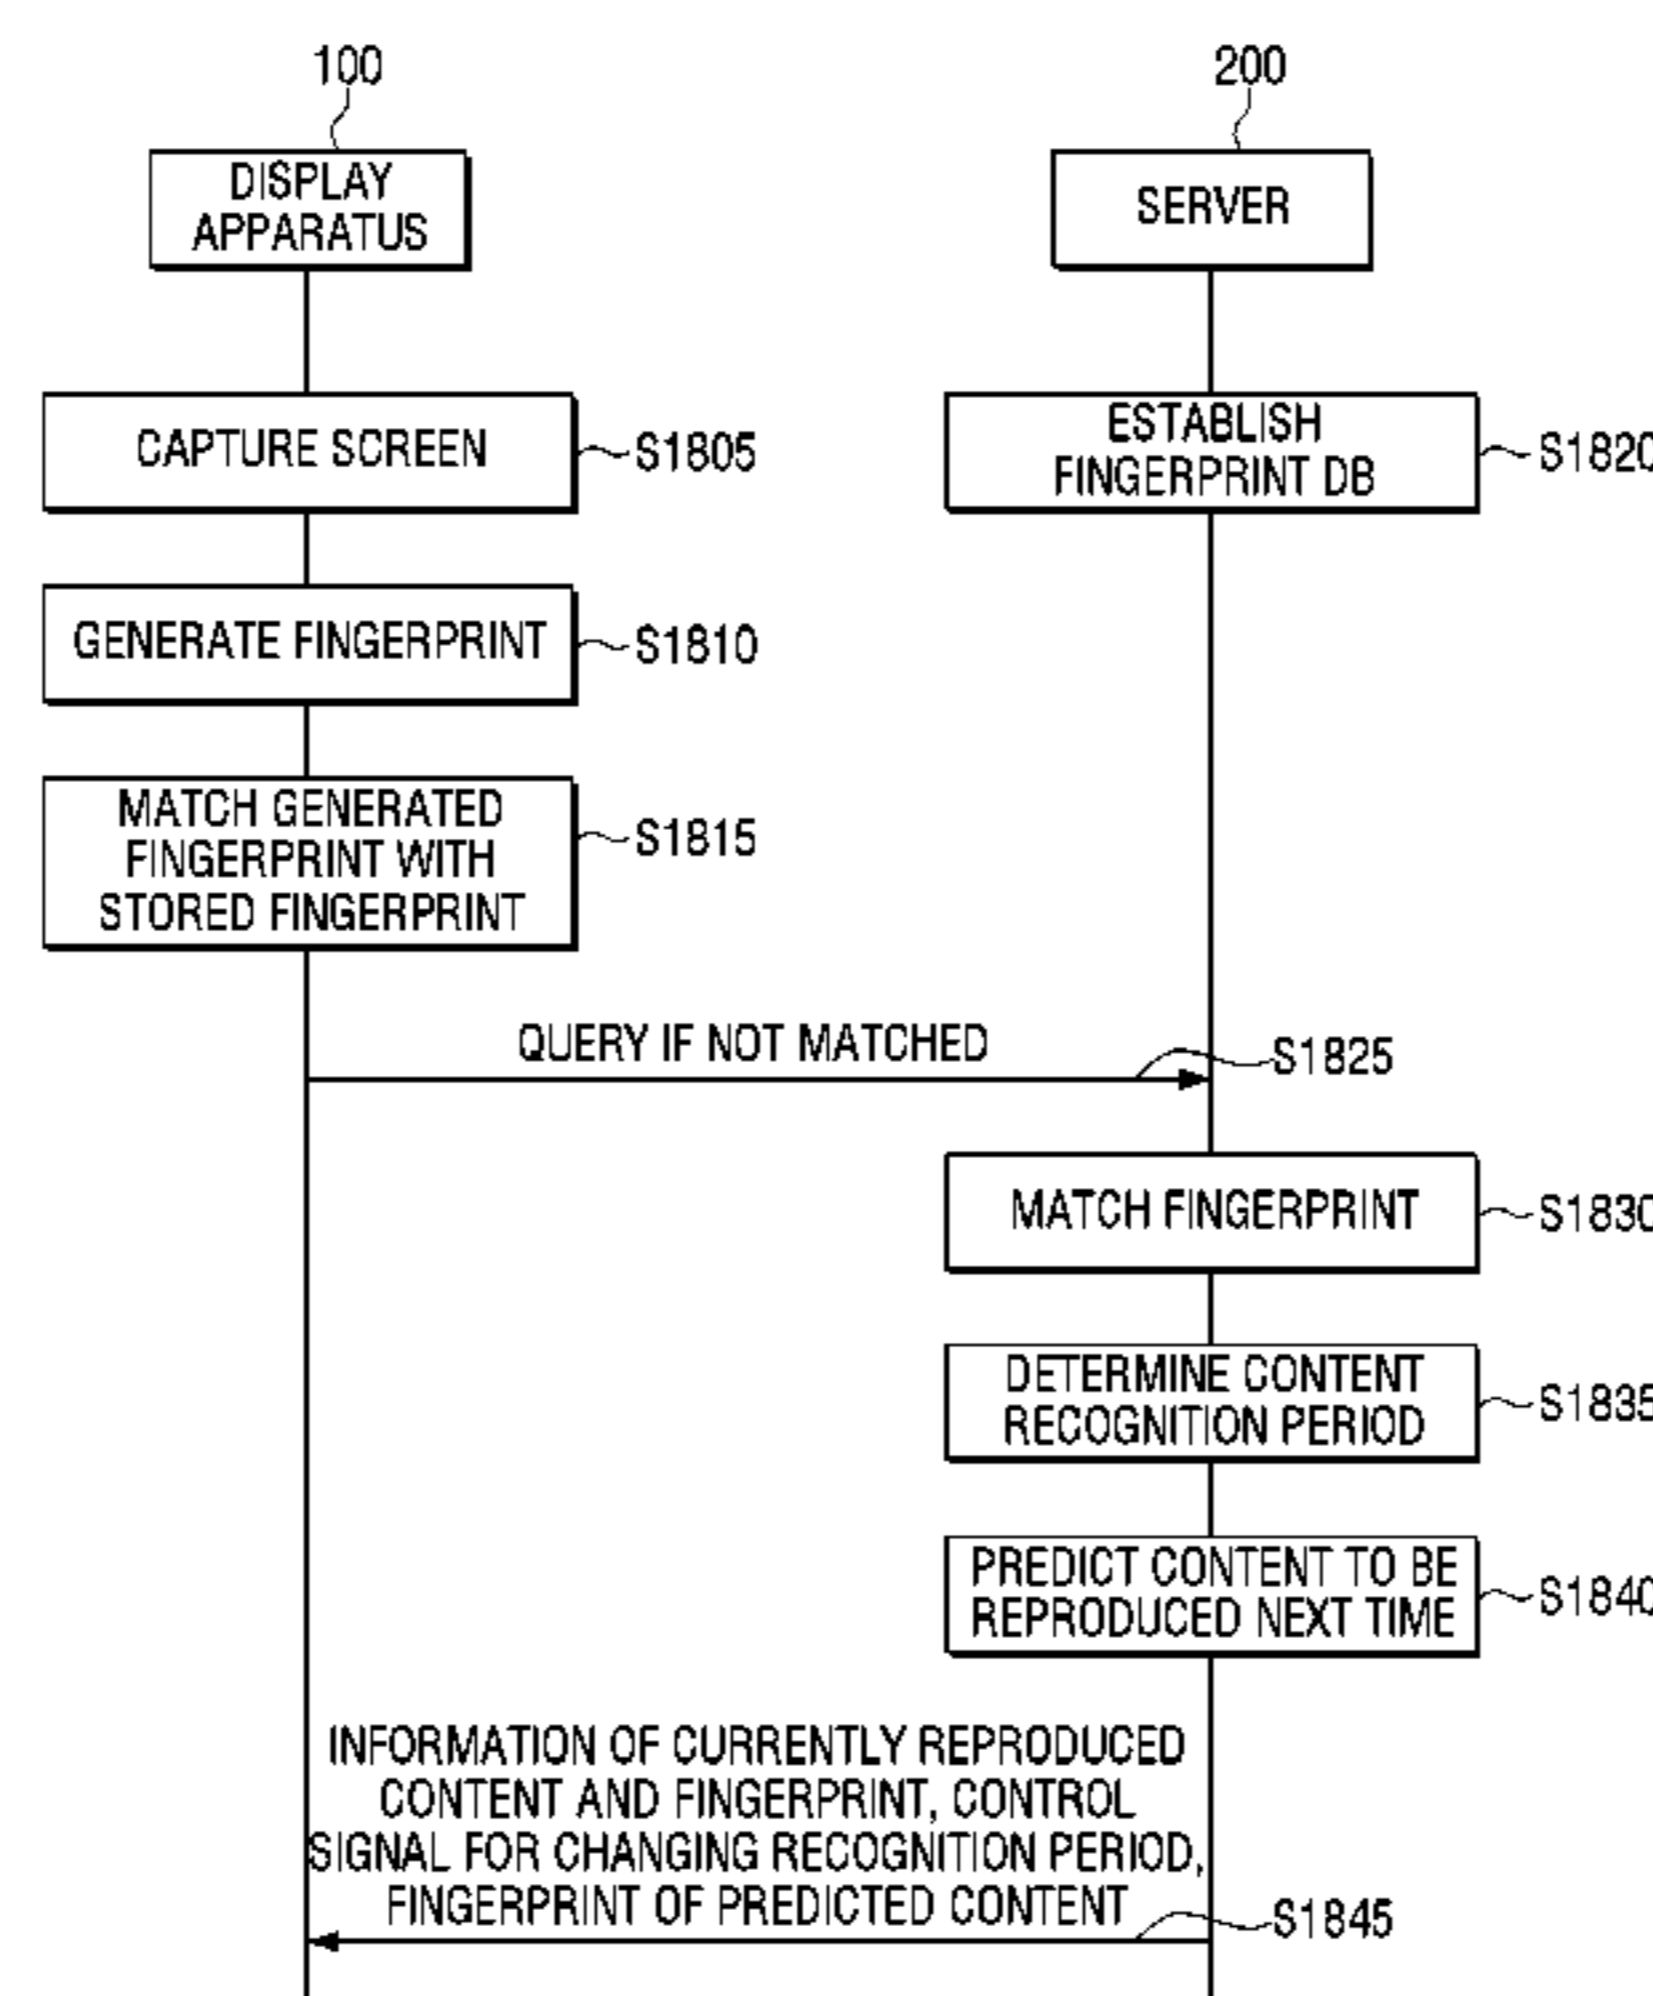 100
200
DISPLAY
APPARATUS
SERVER
CAPTURE SCREEN
S1805
ESTABLISH
FINGERPRINT DB
S1820
GENERATE FINGERPRINT
S1810
MATCH GENERATED
FINGERPRINT WITH
STORED FINGERPRINT
S1815
QUERY IF NOT MATCHED
S1825
MATCH FINGERPRINT
S1830
DETERMINE CONTENT
RECOGNITION PERIOD
S1835
PREDICT CONTENT TO BE
REPRODUCED NEXT TIME
S1840
INFORMATION OF CURRENTLY REPRODUCED
CONTENT AND FINGERPRINT, CONTROL
SIGNAL FOR CHANGING RECOGNITION PERIOD,
FINGERPRINT OF PREDICTED CONTENT
S1845